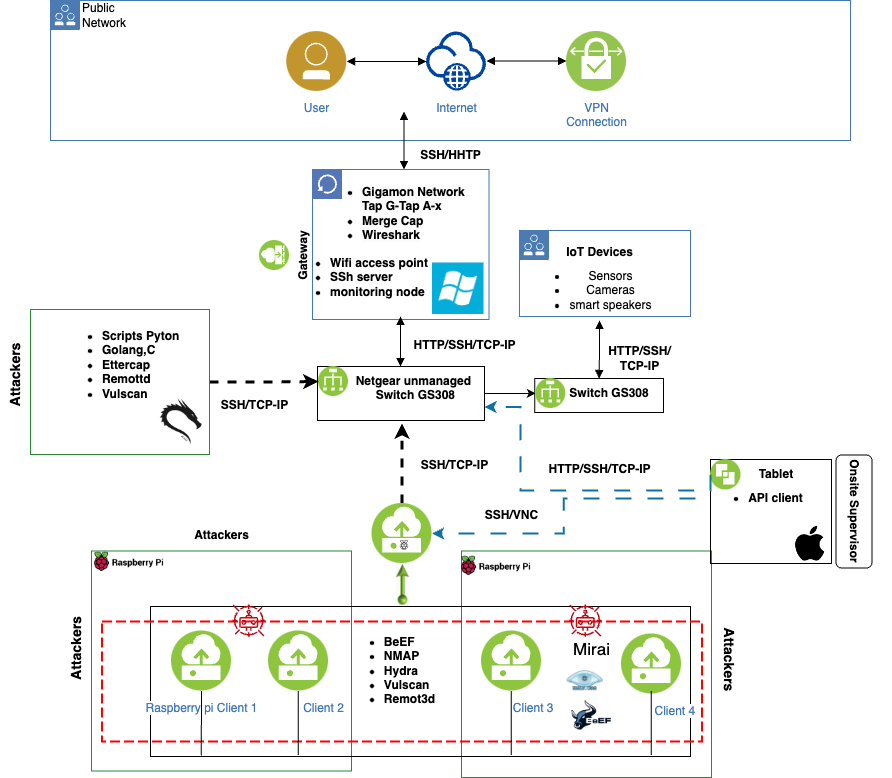 Public
Network
User
Internet
VPN
Connection
SSH/HHTP
Gigamon Network
Tap G-Tap A-x
Merge Cap
Wireshark
Wifi access point
SSh server
monitoring node
Gateway
IoT Devices
Sensors
Cameras
smart speakers
Attackers
Scripts Pyton
Golang,C
Ettercap
Remottd
Vulscan
HTTP/SSH/TCP-IP
HTTP/SSH/
TCP-IP
SSH/TCP-IP
Netgear unmanaged
Switch GS308
Switch GS308
SSH/TCP-IP
HTTP/SSH/TCP-IP
Tablet
API client
Onsite Supervisor
SSH/VNC
Attackers
Raspberry Pi
Raspberry Pi
Attackers
BeEF
NMAP
Hydra
Vulscan
Remot3d
Mirai
BeEF
Attackers
Raspberry pi Client 1
Client 2
Client 3
Client 4